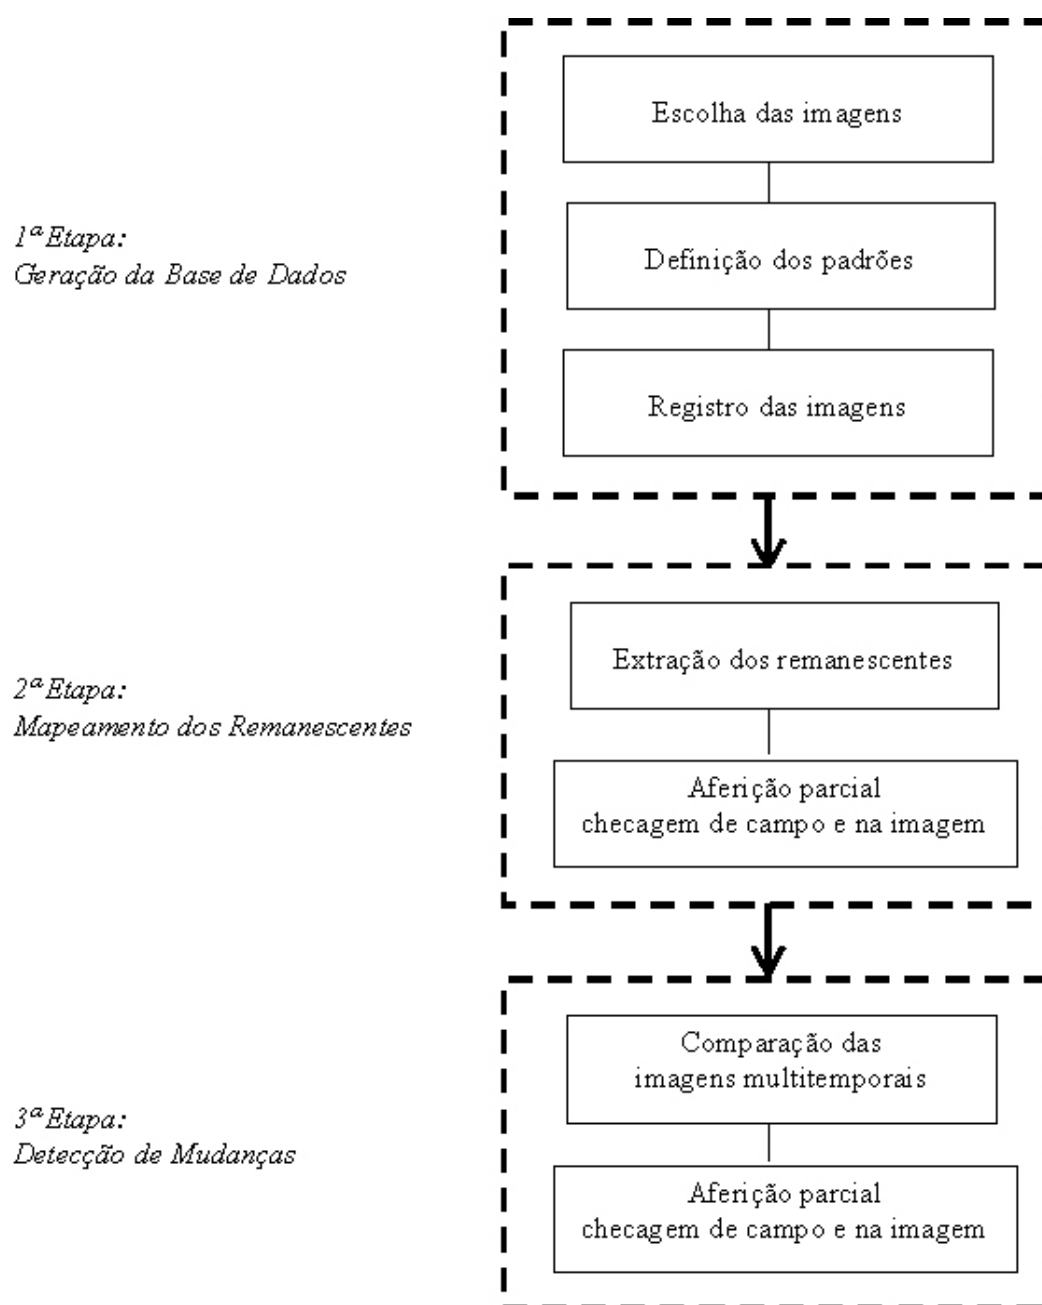 Escolha das imagens
1ª Etapa:
Geração da Base de Dados
Definição dos padrões
Registro das imagens
2ª Etapa:
Mapeamento dos Remanescentes
Extração dos remanescentes
Aferição parcial
checagem de campo e na imagem
3ª Etapa:
Detecção de Mudanças
Comparação das
imagens multitemporais
Aferição parcial
checagem de campo e na imagem